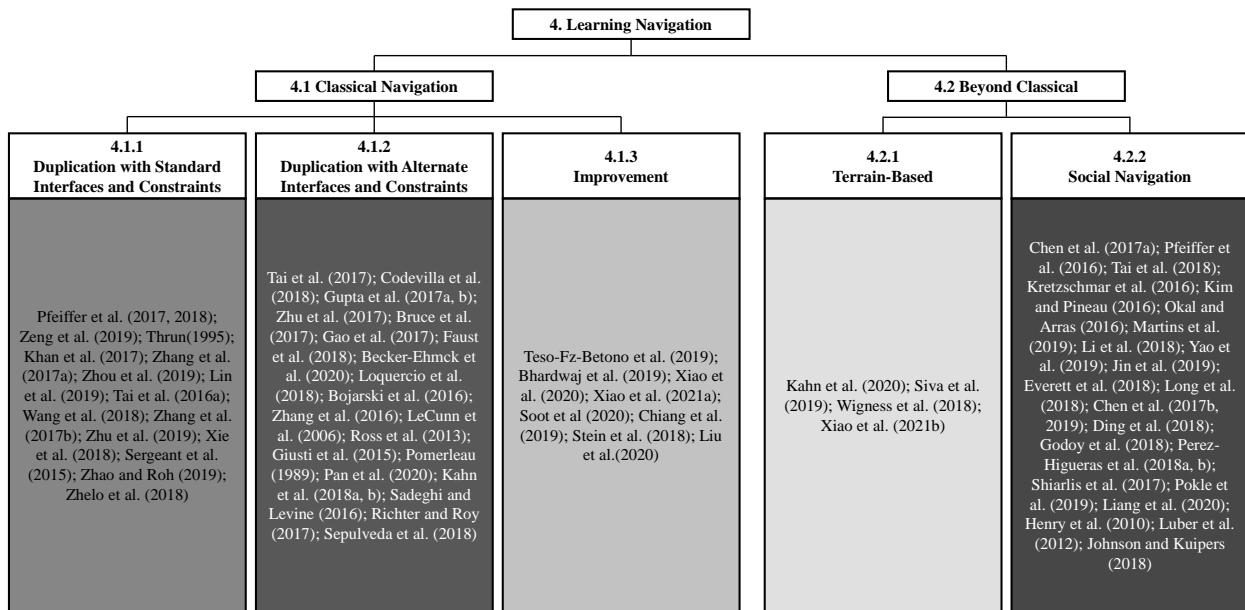 4. Learning Navigation
4.1 Classical Navigation
4.2 Beyond Classical
4.1.1
Duplication with Standard
Interfaces and Constraints
Pfeiffer et al. (2017, 2018);
Zeng et al. (2019); Thrun(1995);
Khan et al. (2017); Zhang et al.
(2017a); Zhou et al. (2019); Lin
et al. (2019); Tai et al. (2016a);
Wang et al. (2018); Zhang et al.
(2017b); Zhu et al. (2019); Xie
et al. (2018); Sergeant et al.
(2015); Zhao and Roh (2019);
Zhelo et al. (2018)
4.1.2
Duplication with Alternate
Interfaces and Constraints
Tai et al. (2017); Codevilla et al.
(2018); Gupta et al. (2017a, b);
Zhu et al. (2017); Bruce et al.
(2017); Gao et al. (2017); Faust
et al. (2018); Becker-Ehmck et
al. (2020); Loquercio et al.
(2018); Bojarski et al. (2016);
Zhang et al. (2016); LeCunn et
al. (2006); Ross et al. (2013);
Giusti et al. (2015); Pomerleau
(1989); Pan et al. (2020); Kahn
et al. (2018a, b); Sadeghi and
Levine (2016); Richter and Roy
(2017); Sepulveda et al. (2018)
4.1.3
Improvement
Teso-Fz-Betono et al. (2019);
Bhardwaj et al. (2019); Xiao et
al. (2020); Xiao et al. (2021a);
Soot et al (2020); Chiang et al.
(2019); Stein et al. (2018); Liu
et al.(2020)
4.2.1
Terrain-Based
Kahn et al. (2020); Siva et al.
(2019); Wigness et al. (2018);
Xiao et al. (2021b)
4.2.2
Social Navigation
Chen et al. (2017a); Pfeiffer et
al. (2016); Tai et al. (2018);
Kretzschmar et al. (2016); Kim
and Pineau (2016); Okal and
Arras (2016); Martins et al.
(2019); Li et al. (2018); Yao et
al. (2019); Jin et al. (2019);
Everett et al. (2018); Long et al.
(2018); Chen et al. (2017b,
2019); Ding et al. (2018);
Godoy et al. (2018); Perez-
Higueras et al. (2018a, b);
Shiarlis et al. (2017); Pokle et
al. (2019); Liang et al. (2020);
Henry et al. (2010); Luber et al.
(2012); Johnson and Kuipers
(2018)